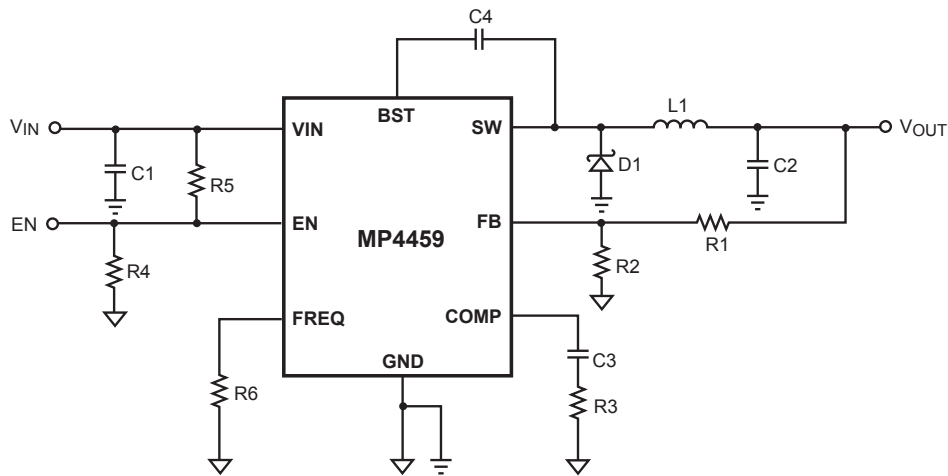 C4
BST
VIN
VIN
SW
L1
VOUT
C1
R5
D1
C2
EN
EN
MP4459
FB
R1
R4
R2
FREQ
COMP
GND
C3
R6
R3